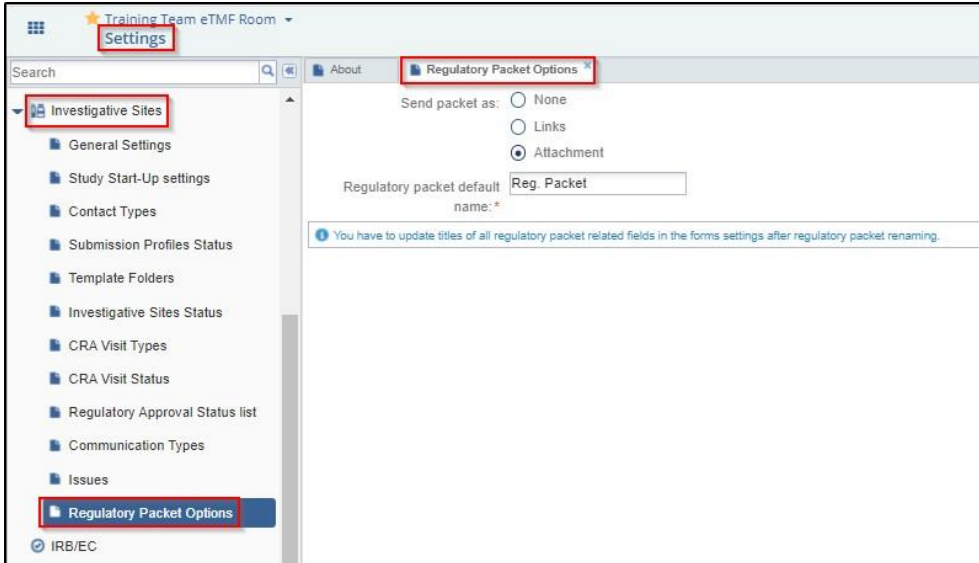 Training Team eTMF Room
Settings
Search
Investigative Sites
General Settings
Study Start-Up settings
Contact Types
Submission Profiles Status
Template Folders
Investigative Sites Status
CRA Visit Types
CRA Visit Status
Regulatory Approval Status list
Communication Types
Issues
Regulatory Packet Options
IRB/EC
About
Regulatory Packet Options
Send packet as:
None
Links
Attachment
Regulatory packet default
name:*
Reg. Packet
You have to update titles of all regulatory packet related fields in the forms settings after regulatory packet renaming.